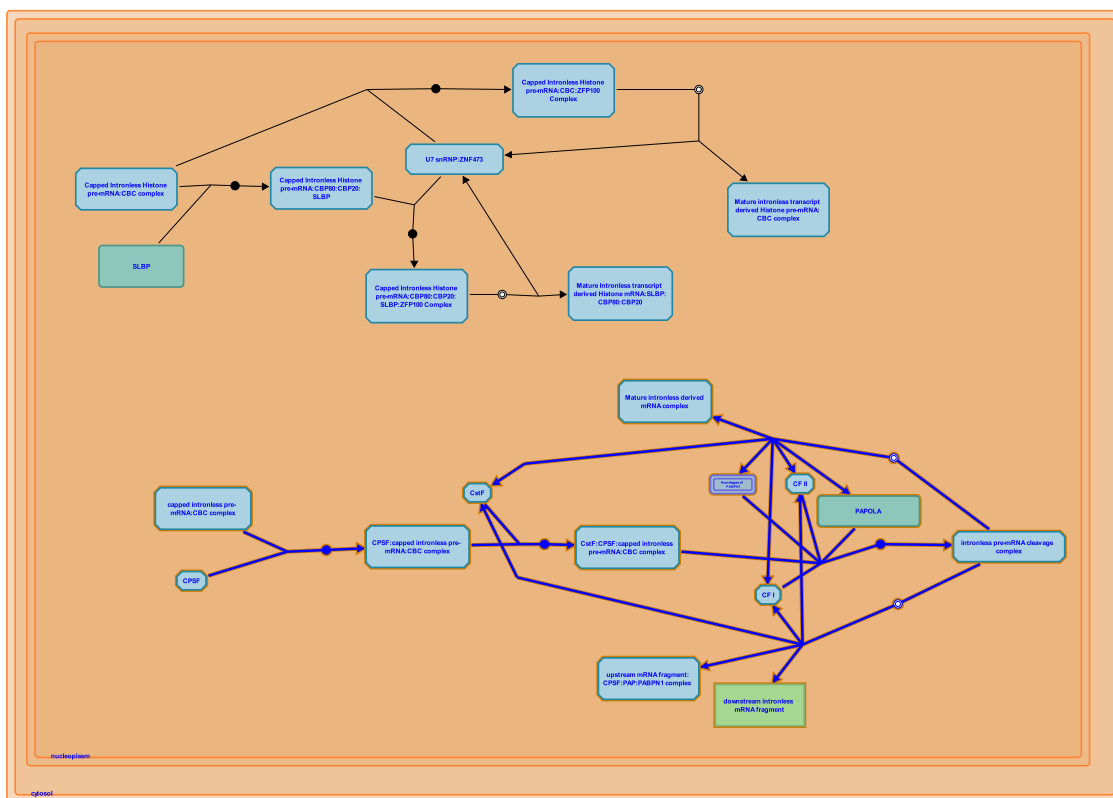 Capped Intronless Histone
pre-mRNA:CBC:ZFP100
Complex
U7 snRNP:ZNF473
Capped Intronless Histone
pre-mRNA:CBC complex
Capped Intronless Histone
pre-mRNA:CBP80:CBP20:
SLBP
Mature intronless transcript
derived Histone pre-mRNA:
CBC complex
SLBP
Capped Intronless Histone
pre-mRNA:CBP80:CBP20:
SLBP:ZFP100 Complex
Mature Intronless transcript
derived Histone mRNA:SLBP:
CBP80:CBP20
Mature intronless derived
mRNA complex
CstF
CF II
capped intronless pre-
mRNA:CBC complex
PAPOLA
CPSF:capped intronless pre-
mRNA:CBC complex
CstF:CPSF:capped intronless
pre-mRNA:CBC complex
intronless pre-mRNA cleavage
complex
CPSF
CF I
upstream mRNA fragment:
CPSF:PAP:PABPN1 complex
downstream intronless
mRNA fragment
nucleoplasm
cytosol